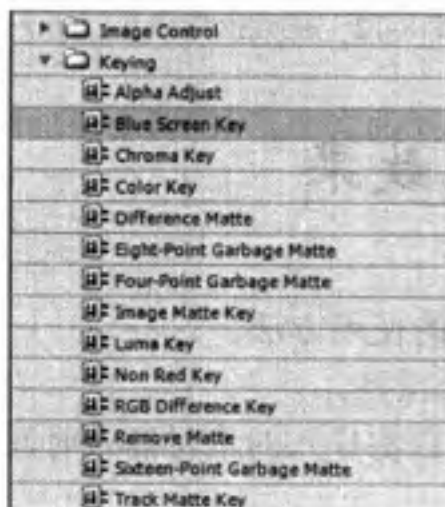 Image Control
Keying
Alpha Adjust
Blue Screen Key
Chroma Key
Color Key
Difference Matte
Eight-Point Garbage Matte
Four-Point Garbage Matte
Image Matte Key
Luma Key
Non Red Key
RGB Difference Key
Remove Matte
Sixteen-Point Garbage Matte
Track Matte Key